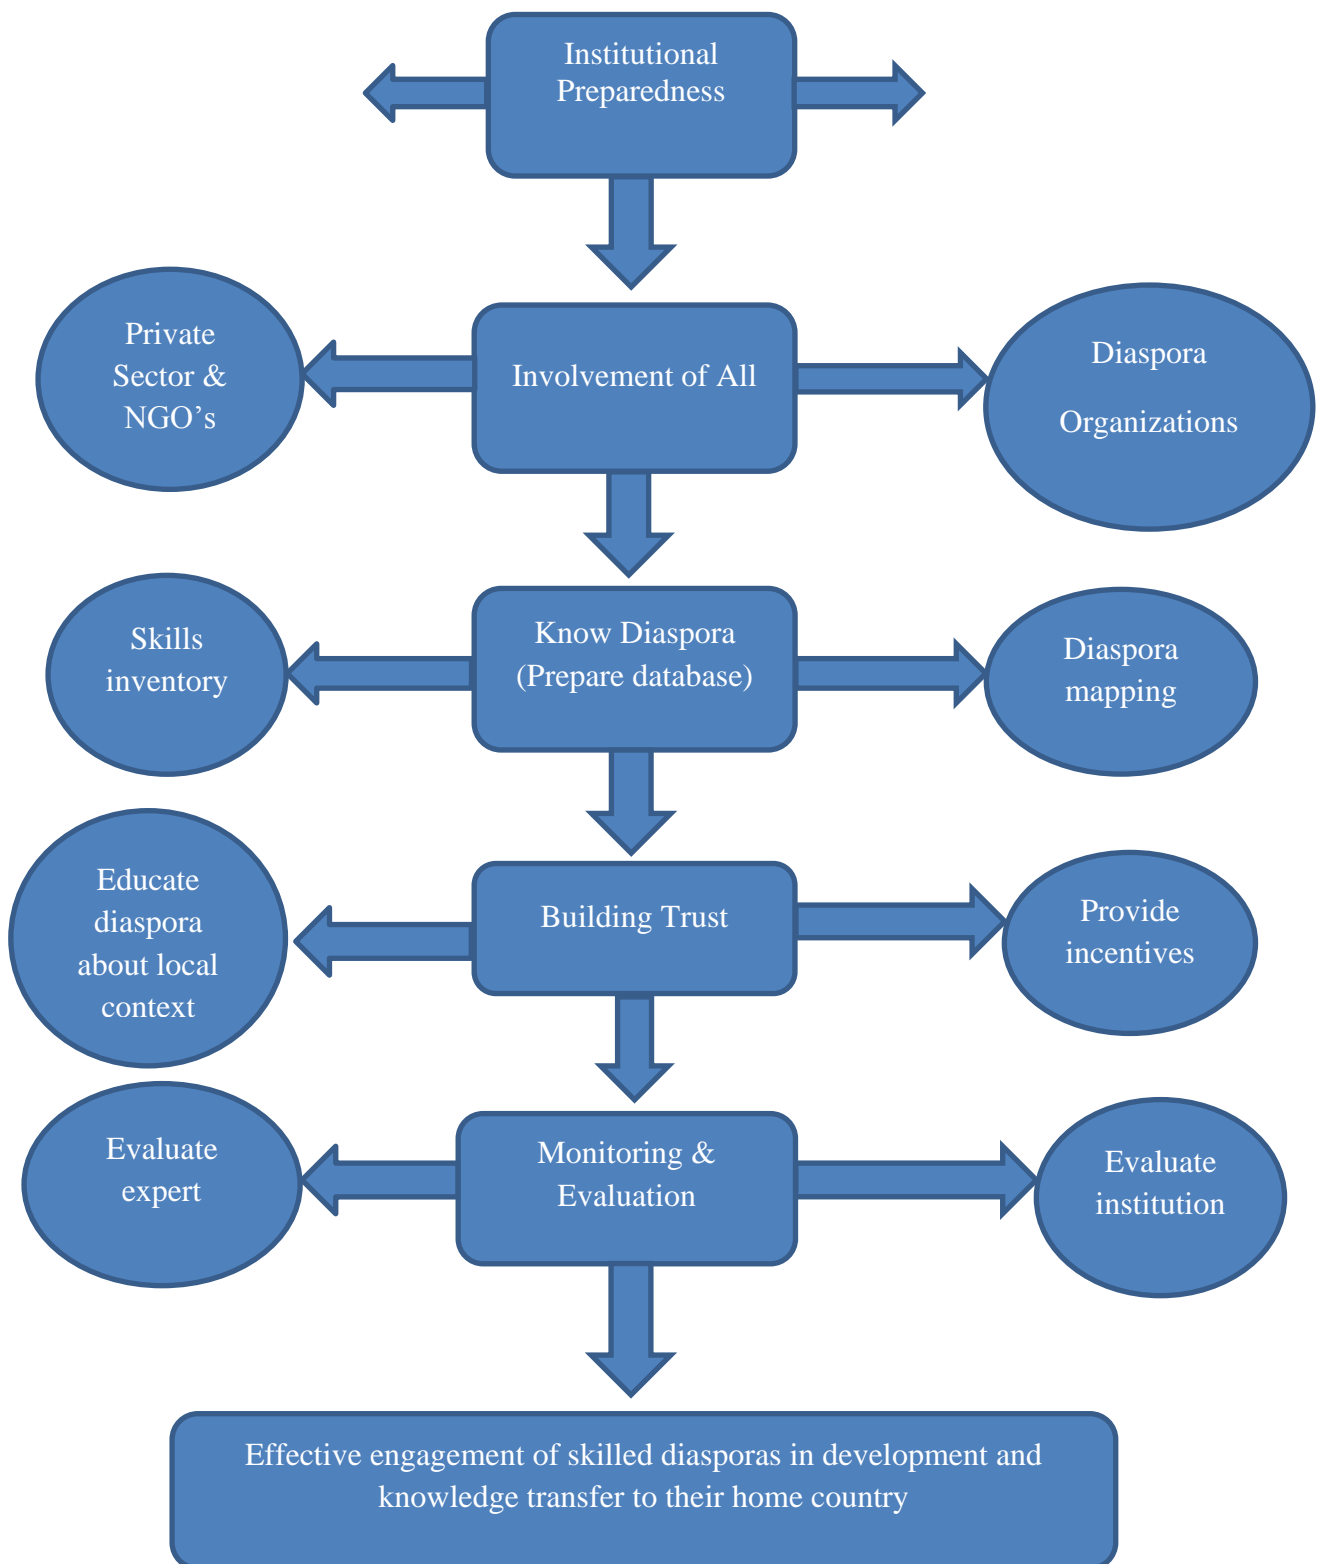 Institutional
Preparedness
Private
Sector &
NGO’s
Involvement of All
Diaspora
Organizations
Skills
inventory
Know Diaspora
(Prepare database)
Diaspora
mapping
Educate
diaspora
about local
context
Building Trust
Provide
incentives
Evaluate
expert
Monitoring &
Evaluation
Evaluate
institution
Effective engagement of skilled diasporas in development and
knowledge transfer to their home country